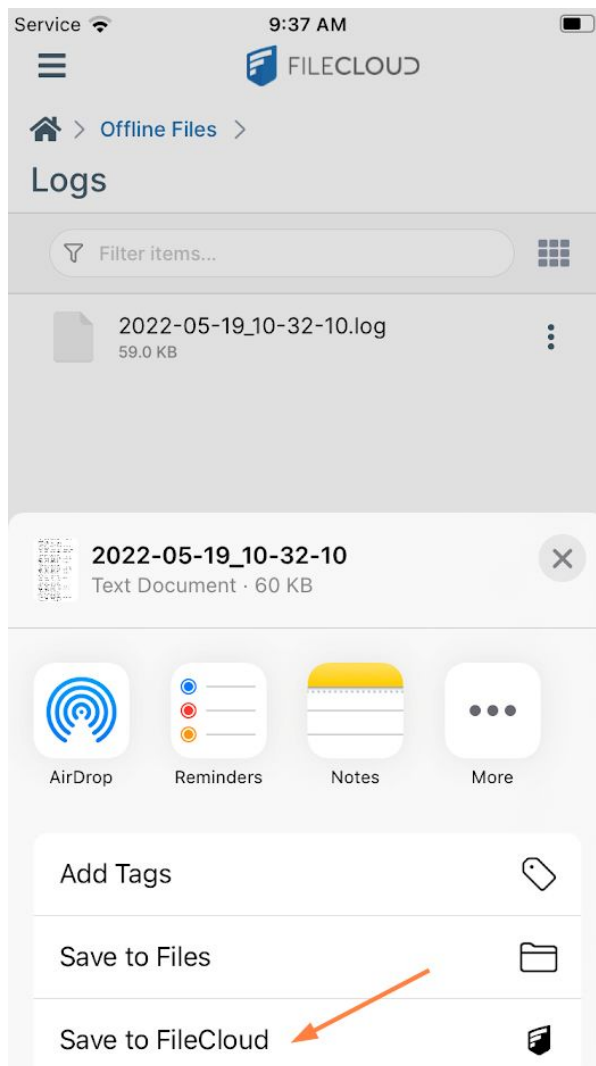 Service 9:37 AM
FILECLOUD
> Offline Files >
Logs
Filter items...
2022-05-19_10-32-10.log
59.0 KB
2022-05-19_10-32-10
Text Document · 60 KB
AirDrop Reminders Notes More
Add Tags
Save to Files
Save to FileCloud